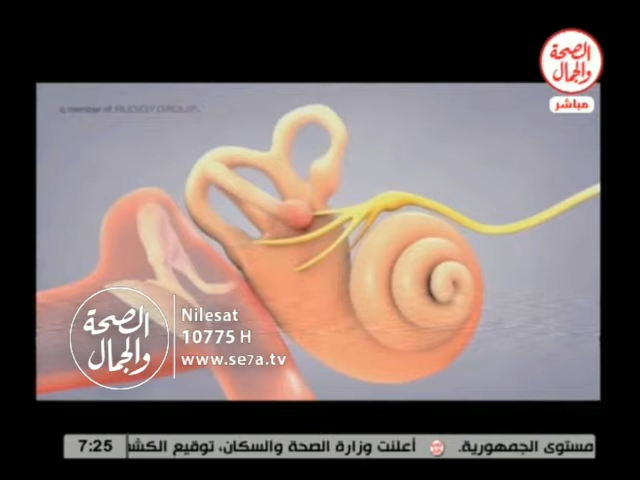 الصحة
والجمال
مباشر
a member of AUDIKA GROUP.
الصحة
والجمال
Nilesat
10775 H
www.se7a.tv
مستوى الجمهورية. أعلنت وزارة الصحة والسكان، توقيع الكشف
7:25